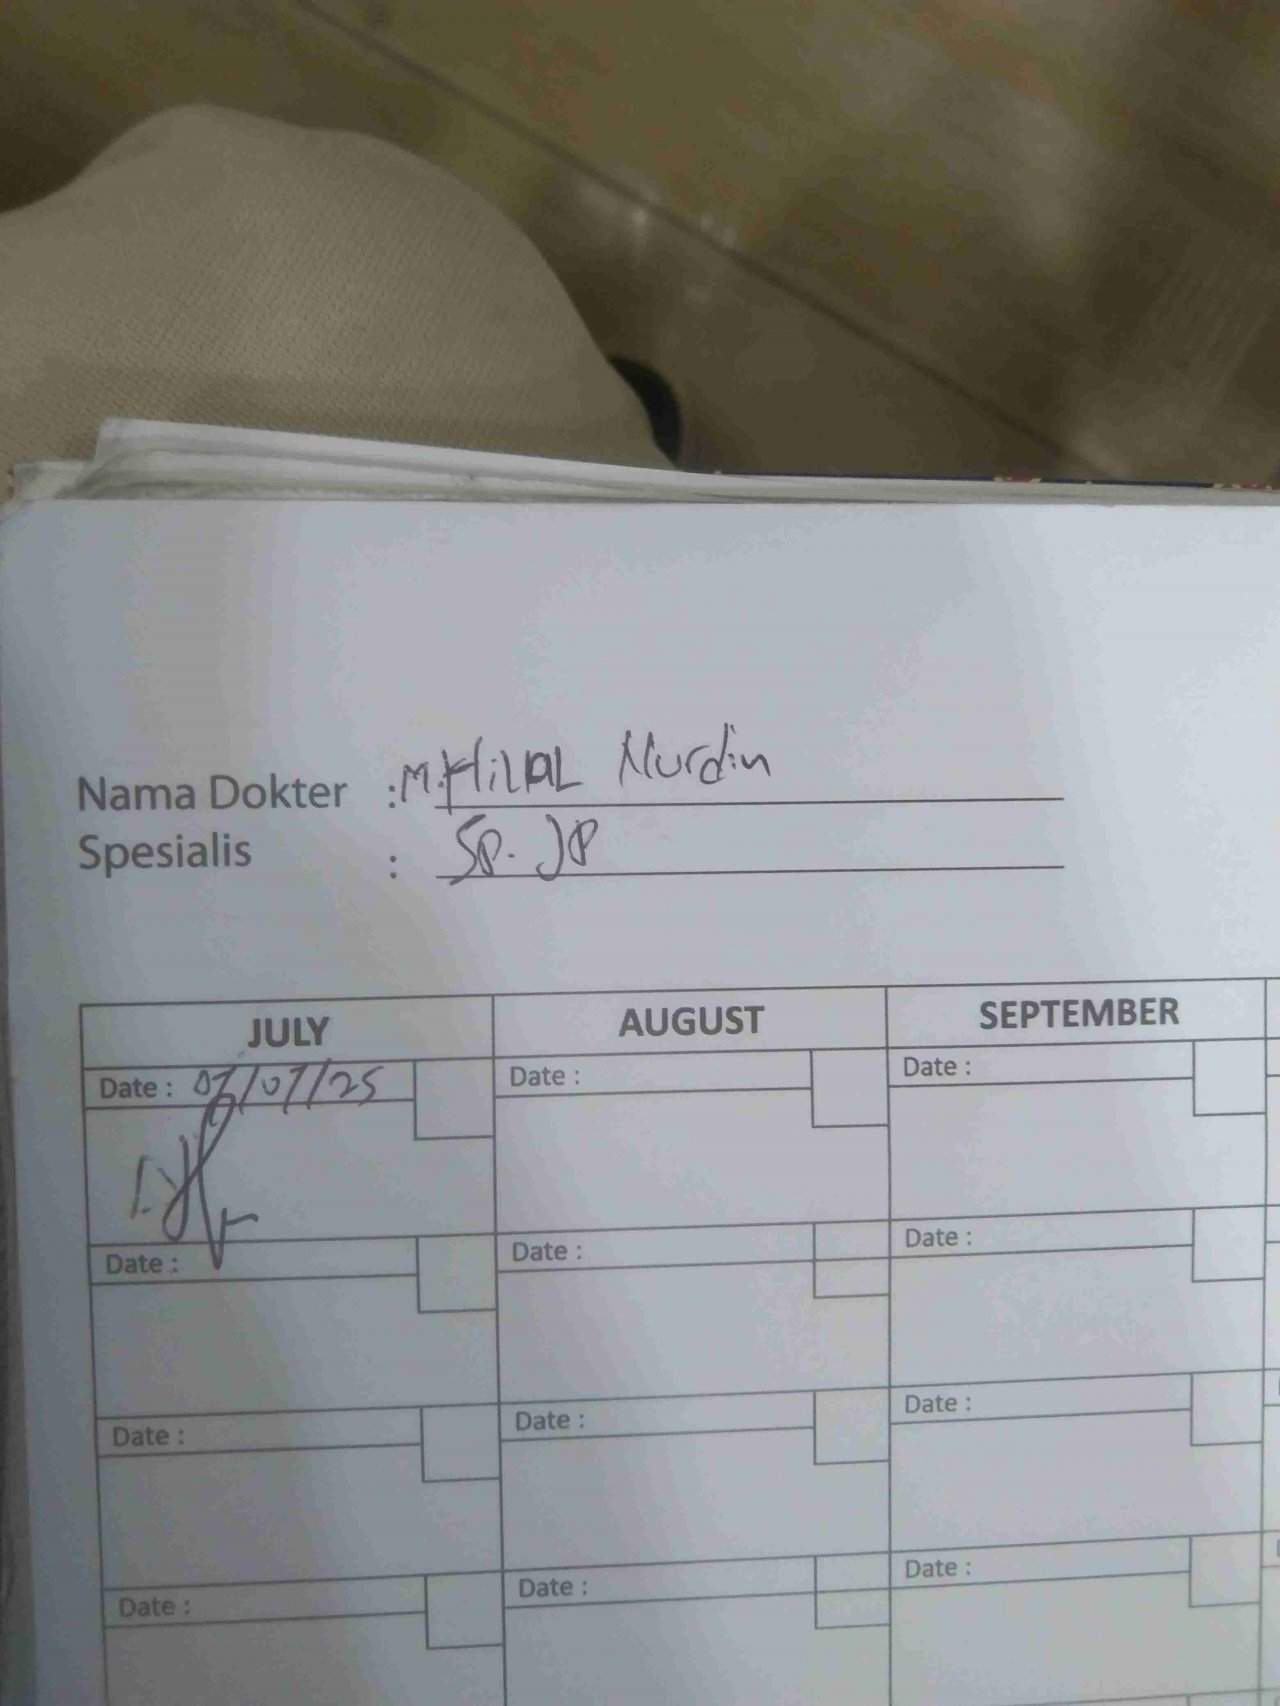 Nama Dokter : M. HiLAL Nurdin
Spesialis : Sp. JP
JULY AUGUST SEPTEMBER
Date : 07/07/25 Date : Date :
Date : Date : Date :
Date : Date : Date :
Date : Date : Date :